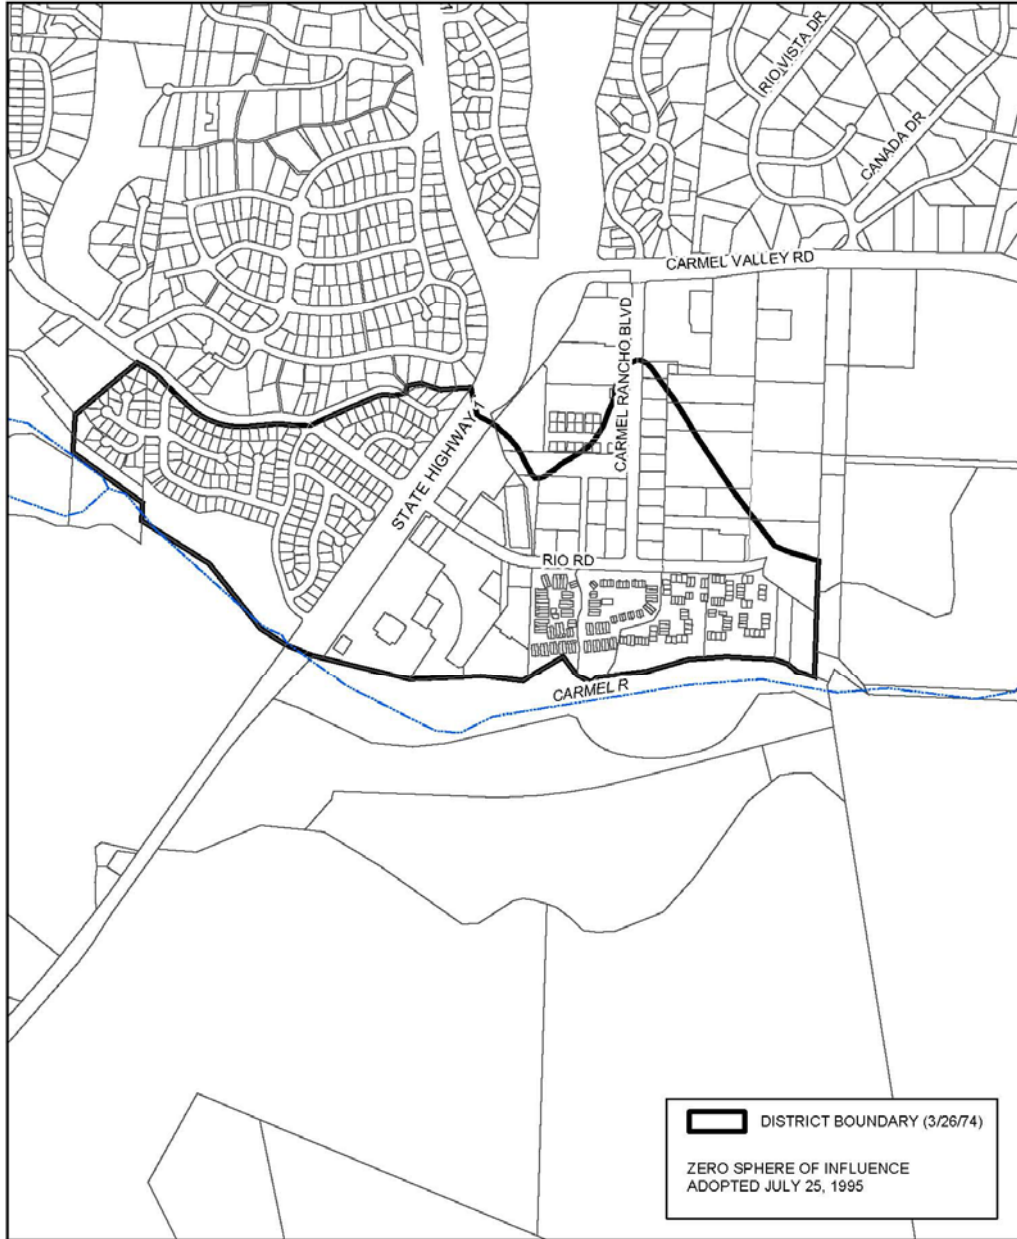 RIO VISTA DR
CANADA DR
CARMEL VALLEY RD
CARMEL RANCHO BLVD
STATE HIGHWAY 1
RIO RD
CARMEL R
DISTRICT BOUNDARY (3/26/74)
ZERO SPHERE OF INFLUENCE
ADOPTED JULY 25, 1995